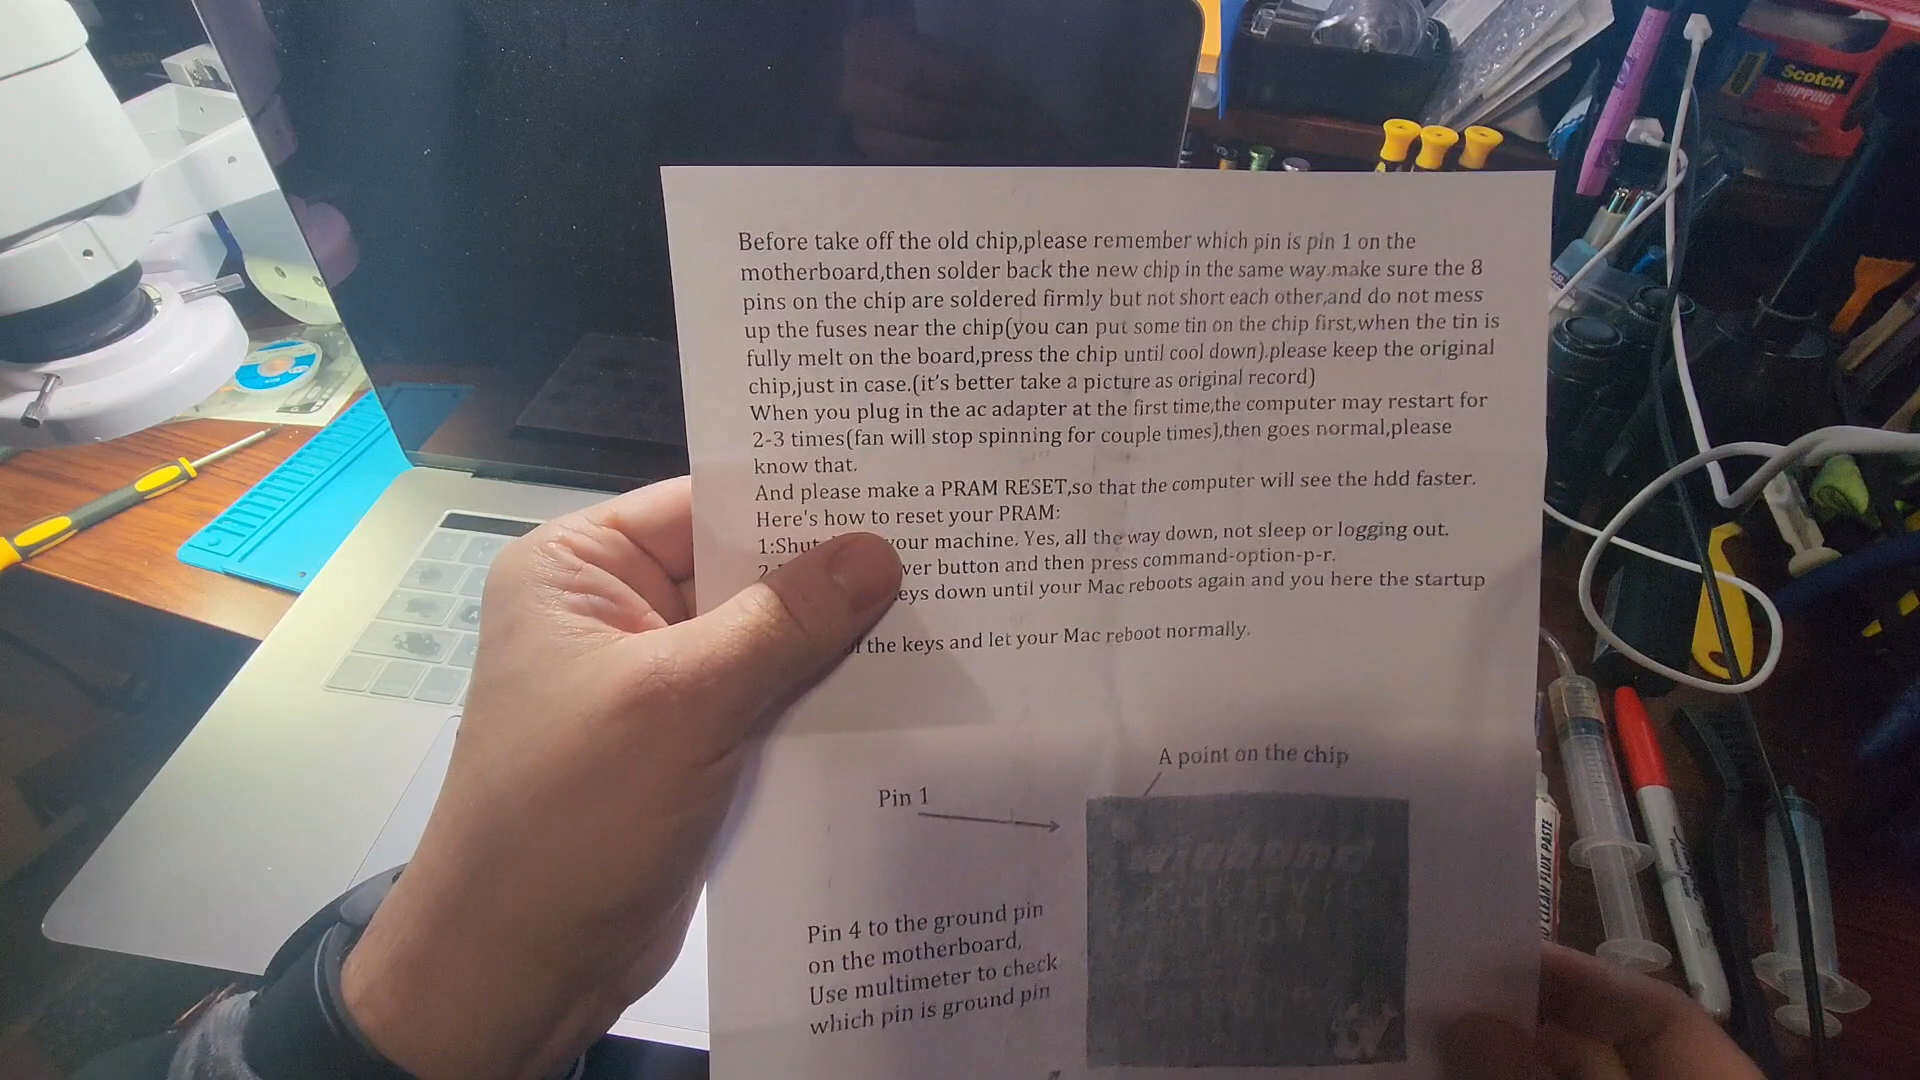 Before take off the old chip,please remember which pin is pin 1 on the
motherboard,then solder back the new chip in the same way.make sure the 8
pins on the chip are soldered firmly but not short each other,and do not mess
up the fuses near the chip(you can put some tin on the chip first,when the tin is
fully melt on the board,press the chip until cool down).please keep the original
chip,just in case.(it's better take a picture as original record)
When you plug in the ac adapter at the first time,the computer may restart for
2-3 times(fan will stop spinning for couple times),then goes normal,please
know that.
And please make a PRAM RESET,so that the computer will see the hdd faster.
Here's how to reset your PRAM:
1:Shut your machine. Yes, all the way down, not sleep or logging out.
button and then press command-option-p-r.
down until your Mac reboots again and you here the startup
the keys and let your Mac reboot normally.
A point on the chip
Pin 1
winbond
Pin 4 to the ground pin
on the motherboard,
Use multimeter to check
which pin is ground pin
Scotch
SHIPPING
CLEAN FLUX PASTE